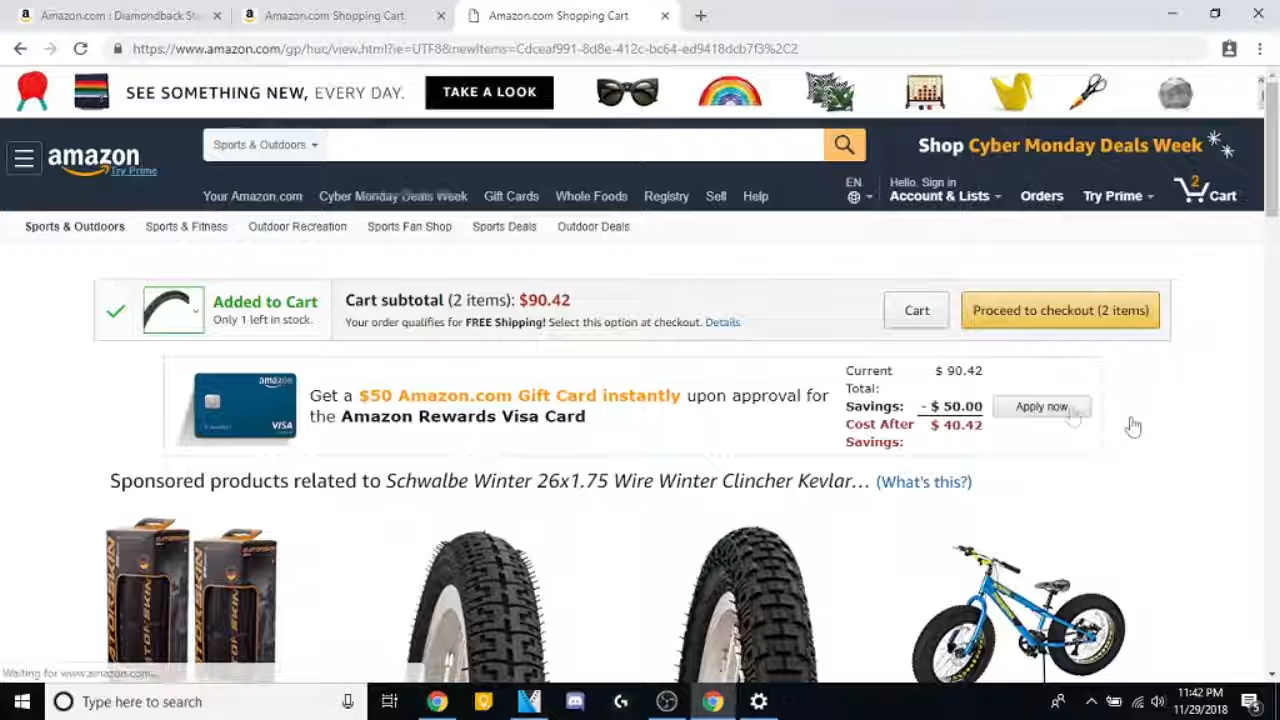 Amazon.com : Diamondback St
Amazon.com Shopping Cart
Amazon.com Shopping Cart
https://www.amazon.com/gp/huc/view.html?ie=UTF8&newItems=Cdceaf991-8d8e-412c-bc64-ed9418dcb7f3%2C2
SEE SOMETHING NEW, EVERY DAY. TAKE A LOOK
amazon
Try Prime
Sports & Outdoors
Shop Cyber Monday Deals Week
Your Amazon.com Cyber Monday Deals Week Gift Cards Whole Foods Registry Sell Help
EN
Hello, Sign in
Account & Lists Orders Try Prime 2 Cart
Sports & Outdoors Sports & Fitness Outdoor Recreation Sports Fan Shop Sports Deals Outdoor Deals
Added to Cart
Only 1 left in stock.
Cart subtotal (2 items): $90.42
Your order qualifies for FREE Shipping! Select this option at checkout. Details
Cart
Proceed to checkout (2 items)
amazon
VISA
Get a $50 Amazon.com Gift Card instantly upon approval for
the Amazon Rewards Visa Card
Current $ 90.42
Total:
Savings: - $ 50.00
Cost After $ 40.42
Savings:
Apply now
Sponsored products related to Schwalbe Winter 26x1.75 Wire Winter Clincher Kevlar... (What's this?)
Waiting for www.amazon.com...
Type here to search
11:42 PM
11/29/2018